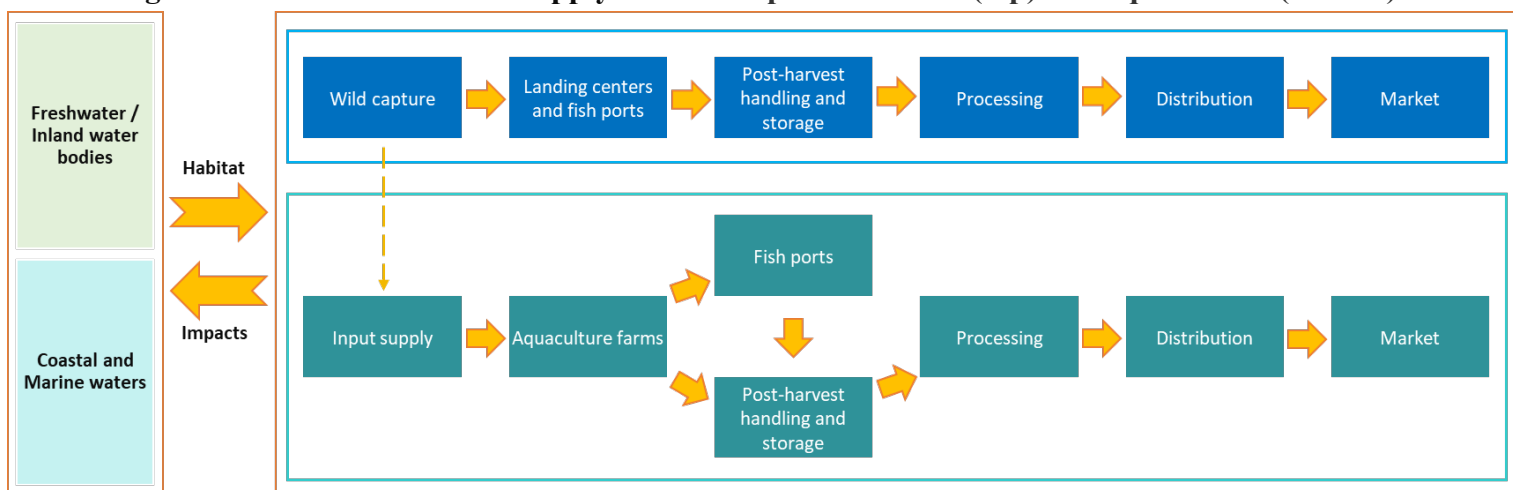 Freshwater /
Inland water
bodies
Coastal and
Marine waters
Habitat
Impacts
Wild capture
Landing centers
and fish ports
Post-harvest
handling and
storage
Processing
Distribution
Market
Input supply
Aquaculture farms
Fish ports
Post-harvest
handling and
storage
Processing
Distribution
Market